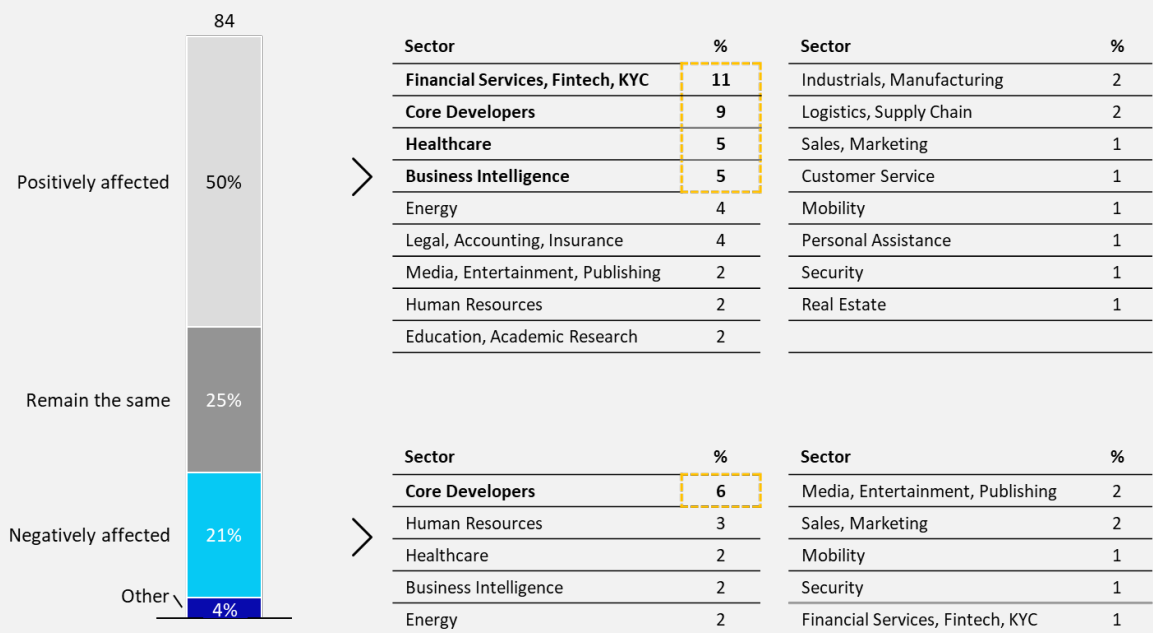 84
Positively affected 50%
Remain the same 25%
Negatively affected 21%
Other 4%
Sector %
Financial Services, Fintech, KYC 11
Core Developers 9
Healthcare 5
Business Intelligence 5
Energy 4
Legal, Accounting, Insurance 4
Media, Entertainment, Publishing 2
Human Resources 2
Education, Academic Research 2
Sector %
Industrials, Manufacturing 2
Logistics, Supply Chain 2
Sales, Marketing 1
Customer Service 1
Mobility 1
Personal Assistance 1
Security 1
Real Estate 1
Sector %
Core Developers 6
Human Resources 3
Healthcare 2
Business Intelligence 2
Energy 2
Sector %
Media, Entertainment, Publishing 2
Sales, Marketing 2
Mobility 1
Security 1
Financial Services, Fintech, KYC 1